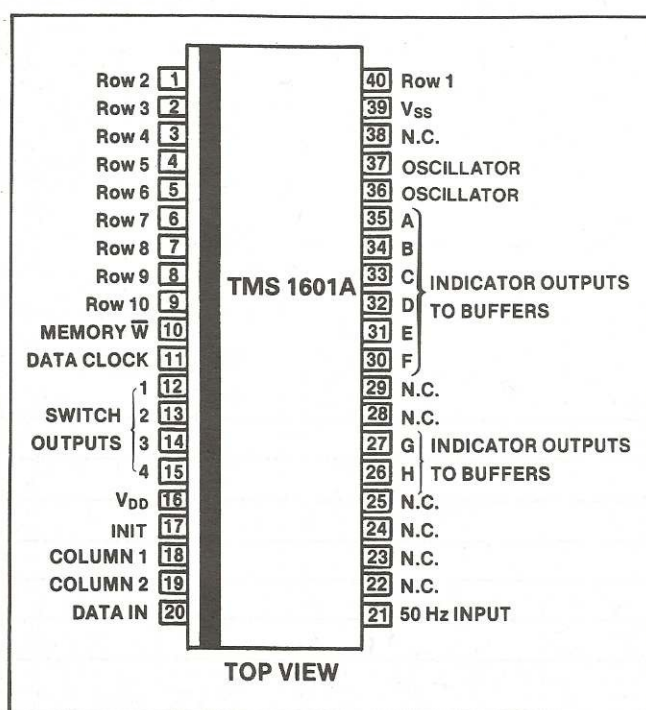 Row 2 1
Row 3 2
Row 4 3
Row 5 4
Row 6 5
Row 7 6
Row 8 7
Row 9 8
Row 10 9
MEMORY W̅ 10
DATA CLOCK 11
1 12
SWITCH 2 13
OUTPUTS 3 14
4 15
VDD 16
INIT 17
COLUMN 1 18
COLUMN 2 19
DATA IN 20
TMS 1601A
40 Row 1
39 VSS
38 N.C.
37 OSCILLATOR
36 OSCILLATOR
35 A
34 B
33 C INDICATOR OUTPUTS
32 D TO BUFFERS
31 E
30 F
29 N.C.
28 N.C.
27 G INDICATOR OUTPUTS
26 H TO BUFFERS
25 N.C.
24 N.C.
23 N.C.
22 N.C.
21 50 Hz INPUT
TOP VIEW